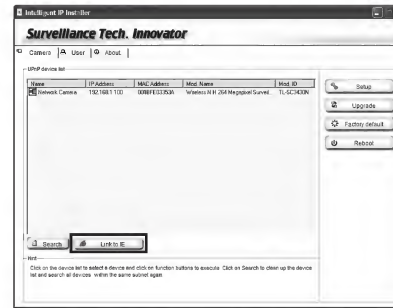 Intelligent IP Installer
Surveillance Tech. Innovator
Camera User About
UPnP device list
Name IP Address MAC Address Mod. Name Mod. ID
Network Camera 192.168.1.100 Wireless N H.264 Megapixel Surveil... TL-SC3430N
Setup
Upgrade
Factory default
Reboot
Search Link to IE
Hint
Click on the device list to select a device and click on function buttons to execute. Click on Search to clean up the device
list and search all devices within the same subnet again.